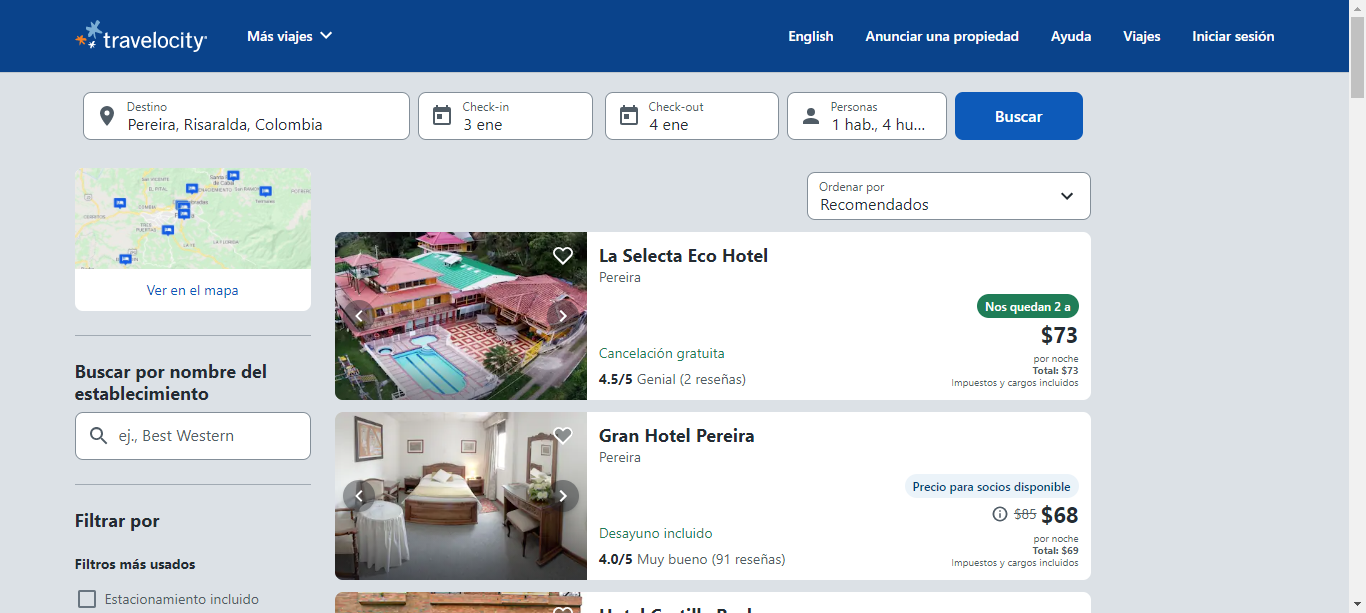 travelocity
Más viajes
English
Anunciar una propiedad
Ayuda
Viajes
Iniciar sesión
Destino
Pereira, Risaralda, Colombia
Check-in
3 ene
Check-out
4 ene
Personas
1 hab., 4 hu...
Buscar
Ver en el mapa
Buscar por nombre del
establecimiento
ej., Best Western
Filtrar por
Filtros más usados
Estacionamiento incluido
Ordenar por
Recomendados
La Selecta Eco Hotel
Pereira
Nos quedan 2 a
$73
por noche
Total: $73
Impuestos y cargos incluidos
Cancelación gratuita
4.5/5 Genial (2 reseñas)
Gran Hotel Pereira
Pereira
Precio para socios disponible
$85 $68
por noche
Total: $69
Impuestos y cargos incluidos
Desayuno incluido
4.0/5 Muy bueno (91 reseñas)